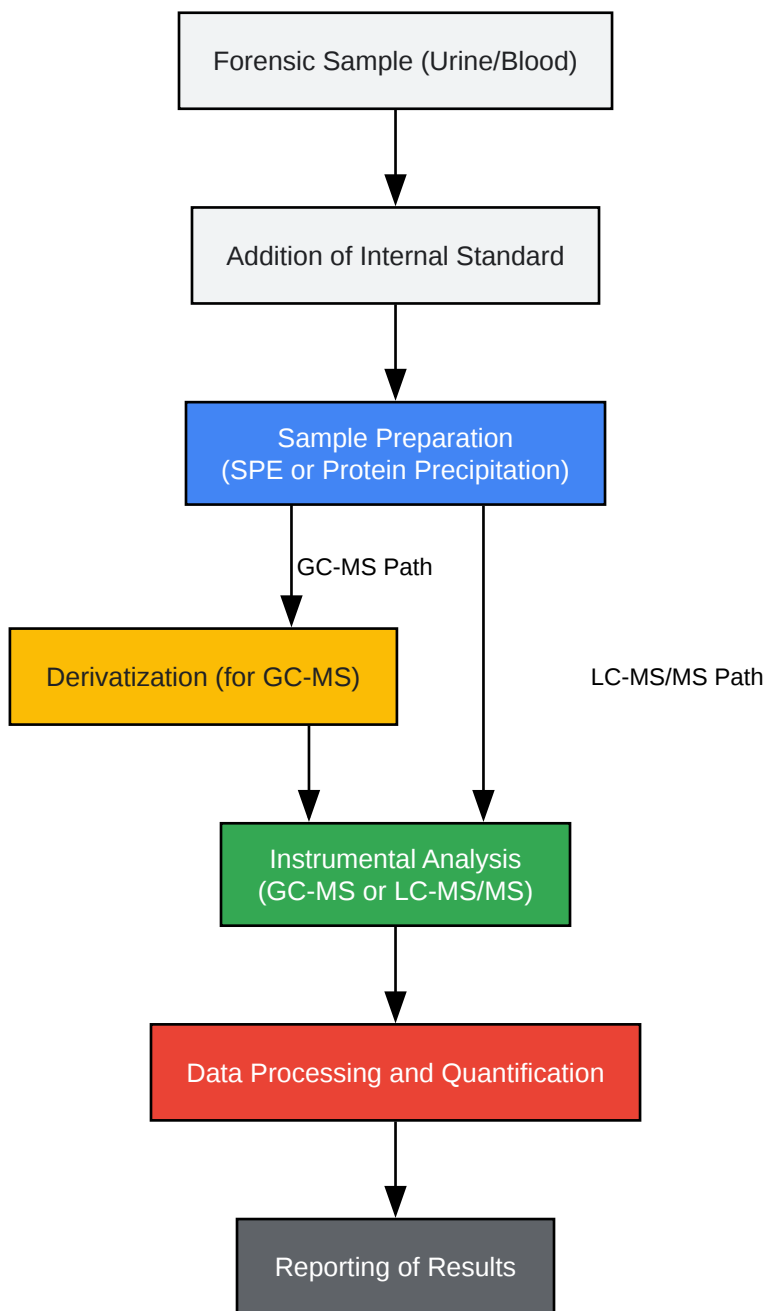 Forensic Sample (Urine/Blood)
Addition of Internal Standard
Sample Preparation
(SPE or Protein Precipitation)
GC-MS Path
Derivatization (for GC-MS)
LC-MS/MS Path
Instrumental Analysis
(GC-MS or LC-MS/MS)
Data Processing and Quantification
Reporting of Results